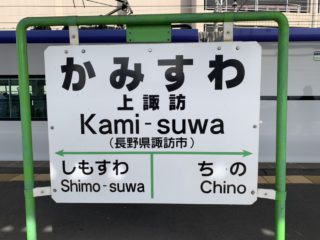 かみすわ
上諏訪
Kami-suwa
(長野県諏訪市)
しもすわ ちの
Shimo-suwa Chino